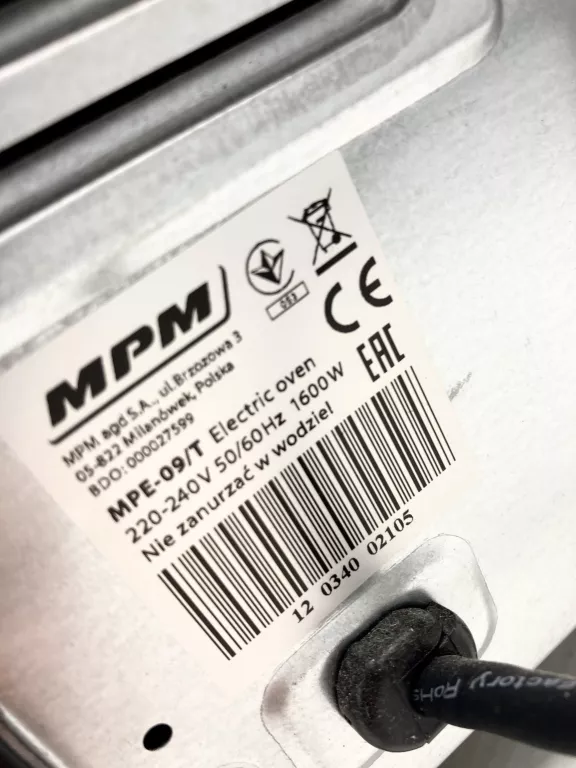 MPM
MPM agd S.A., ul. Brzozowa 3
05-822 Milanówek, Polska
BDO: 000027599
MPE-09/T Electric oven
220-240V 50/60Hz 1600W
Nie zanurzać w wodzie!
CE
EAC
12 0340 02105
Factory RoHS